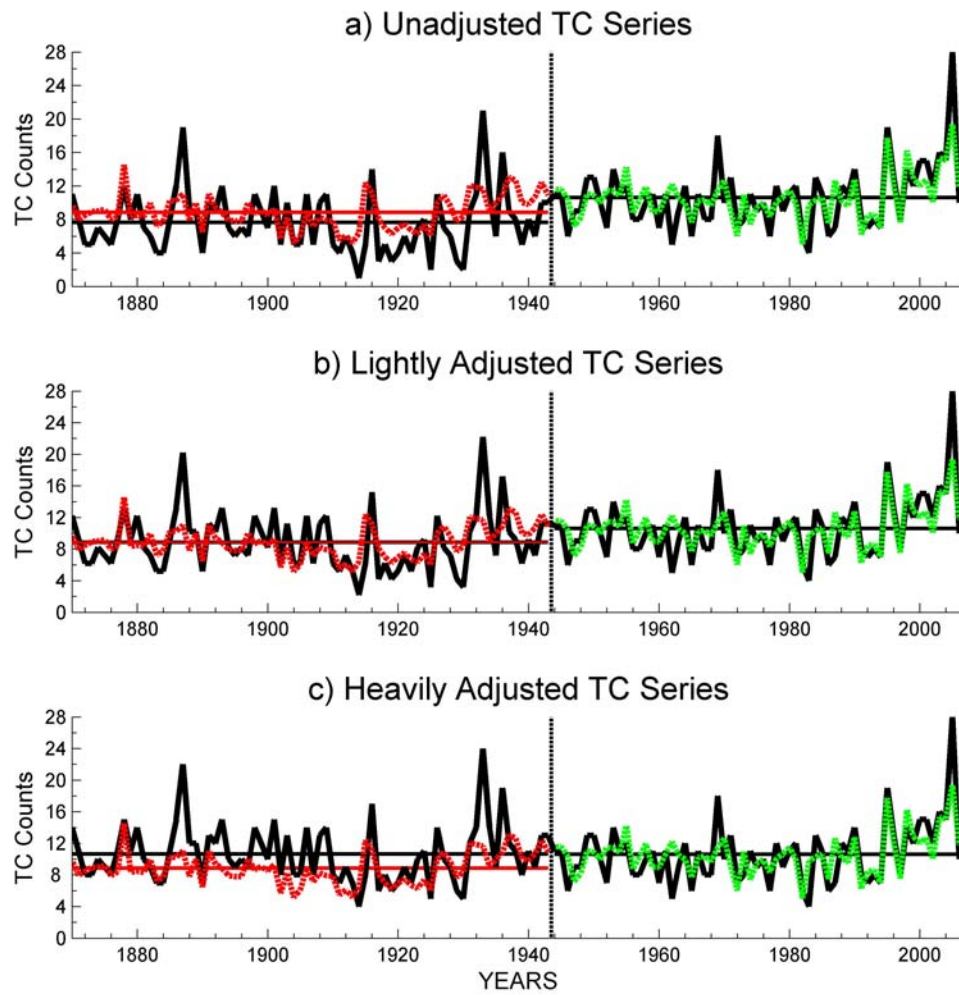 a) Unadjusted TC Series
TC Counts
28
24
20
16
12
8
4
0
1880 1900 1920 1940 1960 1980 2000
b) Lightly Adjusted TC Series
TC Counts
28
24
20
16
12
8
4
0
1880 1900 1920 1940 1960 1980 2000
c) Heavily Adjusted TC Series
TC Counts
28
24
20
16
12
8
4
0
1880 1900 1920 1940 1960 1980 2000
YEARS